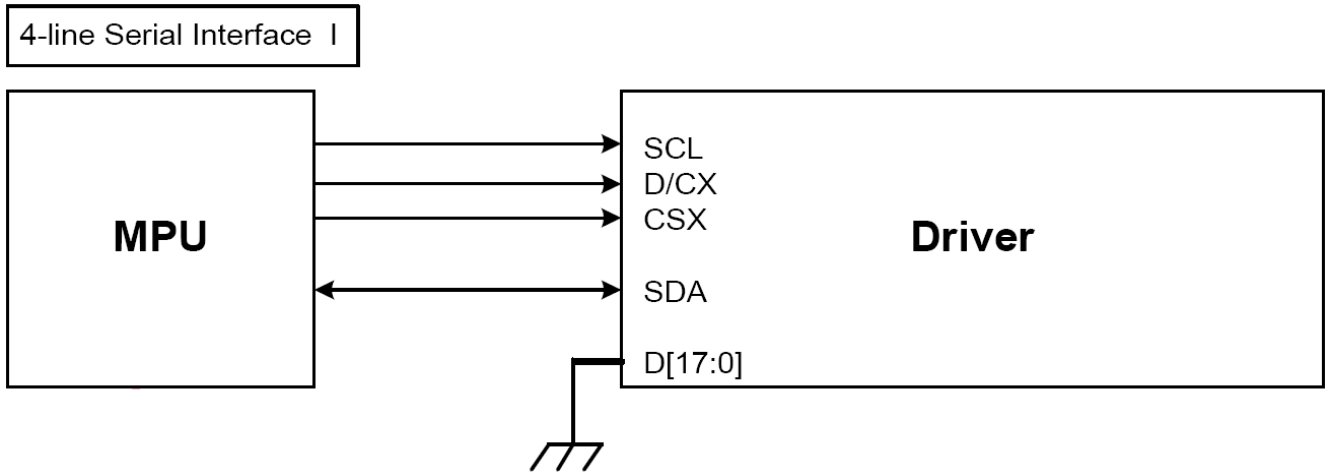 4-line Serial Interface I
MPU
SCL
D/CX
CSX
Driver
SDA
D[17:0]